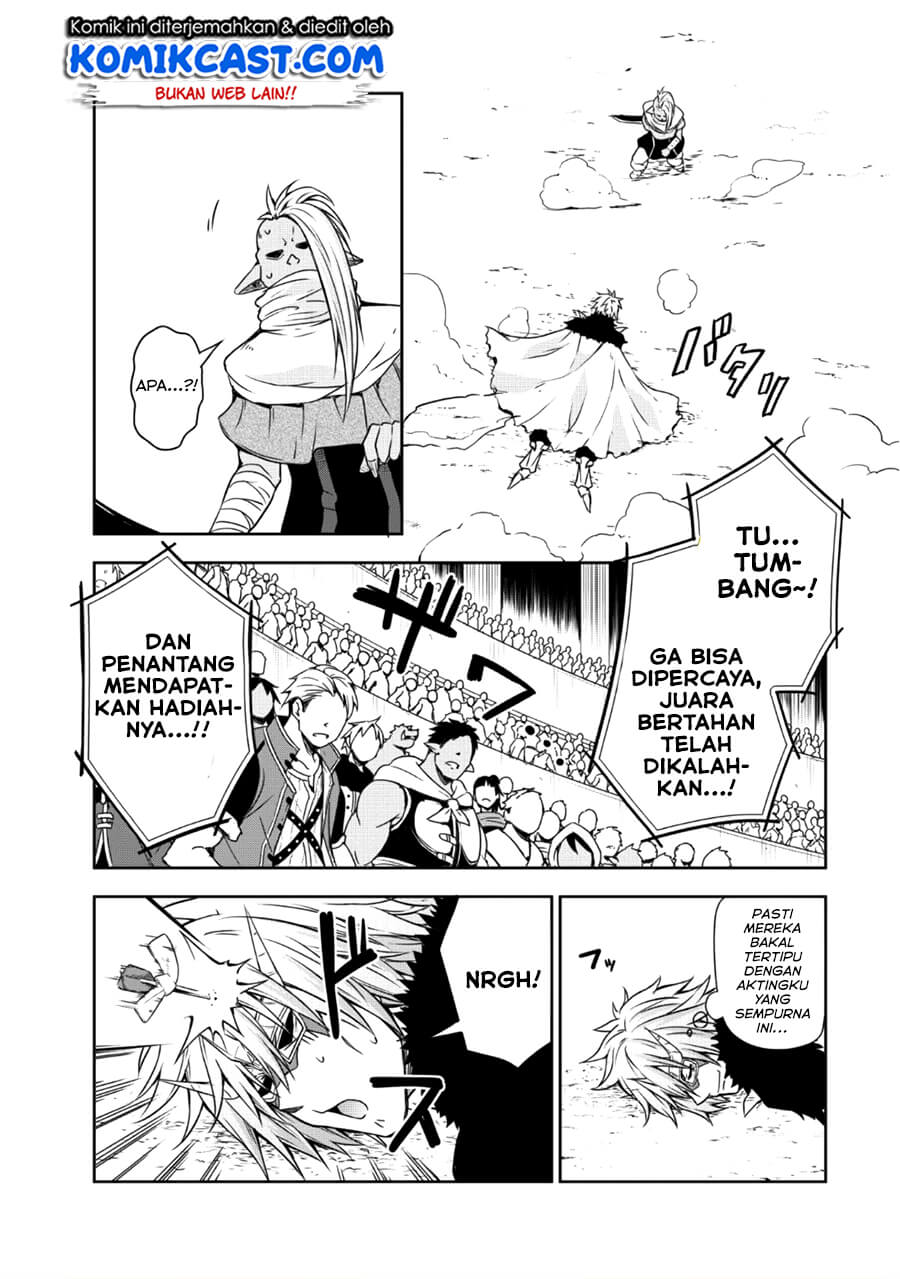 Komik ini diterjemahkan & diedit oleh
KOMIKCAST.COM
BUKAN WEB LAIN!!
バタッ
APA...?!
TU...
TUM-
BANG~!
GA BISA
DIPERCAYA,
JUARA
BERTAHAN
TELAH
DIKALAH-
KAN...!
ザワ
DAN
PENANTANG
MENDAPAT-
KAN HADIAH-
NYA...!!
PASTI
MEREKA
BAKAL
TERTIPU
DENGAN
AKTINGKU
YANG
SEMPURNA
INI...
フッ
NRGH!
ドス